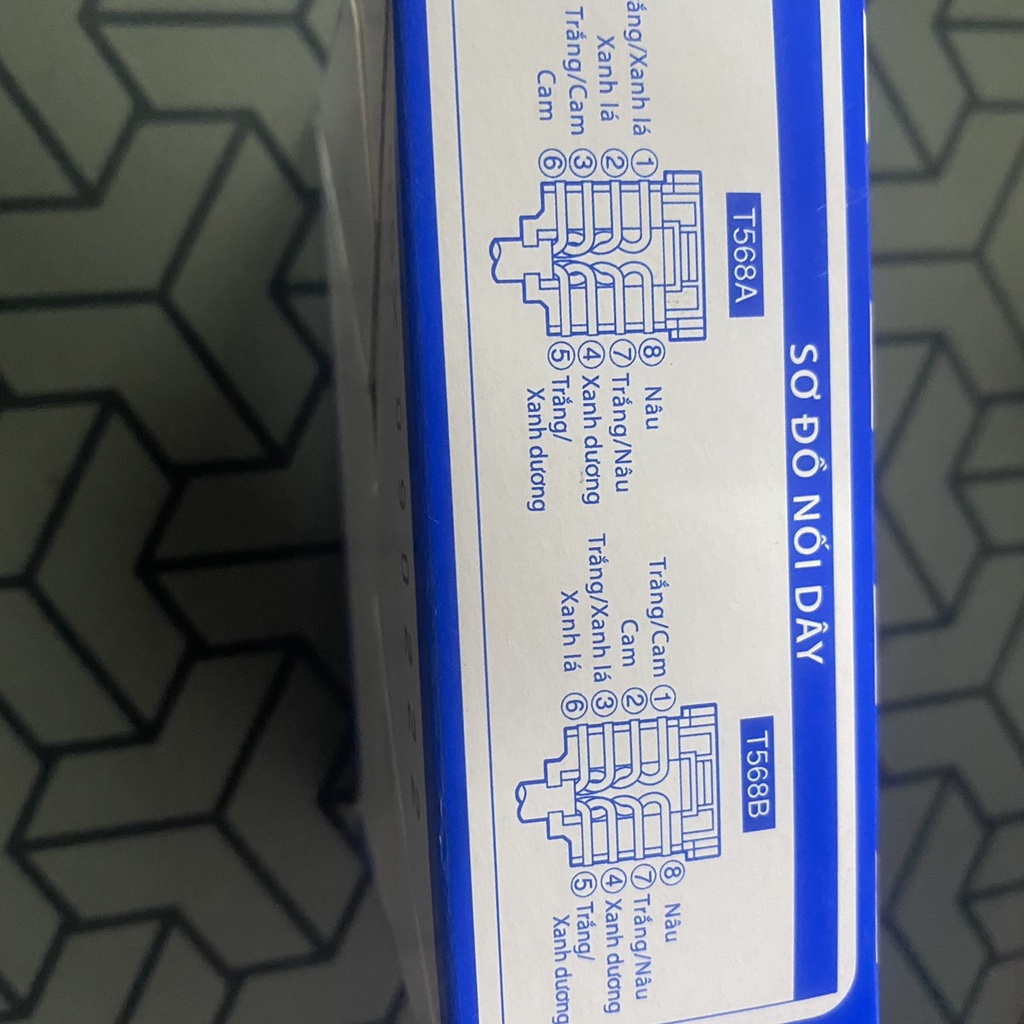 SƠ ĐỒ NỐI DÂY
T568A
ắng/Xanh lá ①
Xanh lá ②
Trắng/Cam ③
Cam ⑥
⑧ Nâu
⑦ Trắng/Nâu
④ Xanh dương
⑤ Trắng/
Xanh dương
T568B
Trắng/Cam ①
Cam ②
Trắng/Xanh lá ③
Xanh lá ⑥
⑧ Nâu
⑦ Trắng/Nâu
④ Xanh dương
⑤ Trắng/
Xanh dương